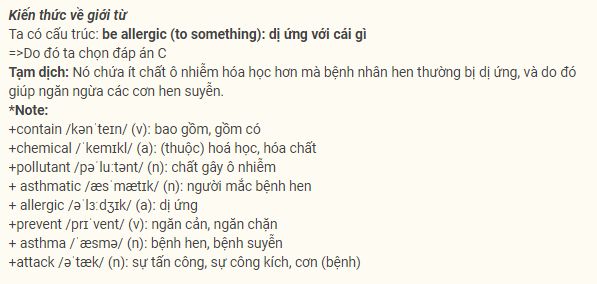 Kiến thức về giới từ
Ta có cấu trúc: be allergic (to something): dị ứng với cái gì
=>Do đó ta chọn đáp án C
Tạm dịch: Nó chứa ít chất ô nhiễm hóa học hơn mà bệnh nhân hen thường bị dị ứng, và do đó
giúp ngăn ngừa các cơn hen suyễn.
*Note:
+contain /kənˈteɪn/ (v): bao gồm, gồm có
+chemical /ˈkemɪkl/ (a): (thuộc) hoá học, hóa chất
+pollutant /pəˈluːtənt/ (n): chất gây ô nhiễm
+ asthmatic /æsˈmætɪk/ (n): người mắc bệnh hen
+ allergic /əˈlɜːdʒɪk/ (a): dị ứng
+prevent /prɪˈvent/ (v): ngăn cản, ngăn chặn
+ asthma /ˈæsmə/ (n): bệnh hen, bệnh suyễn
+attack /əˈtæk/ (n): sự tấn công, sự công kích, cơn (bệnh)